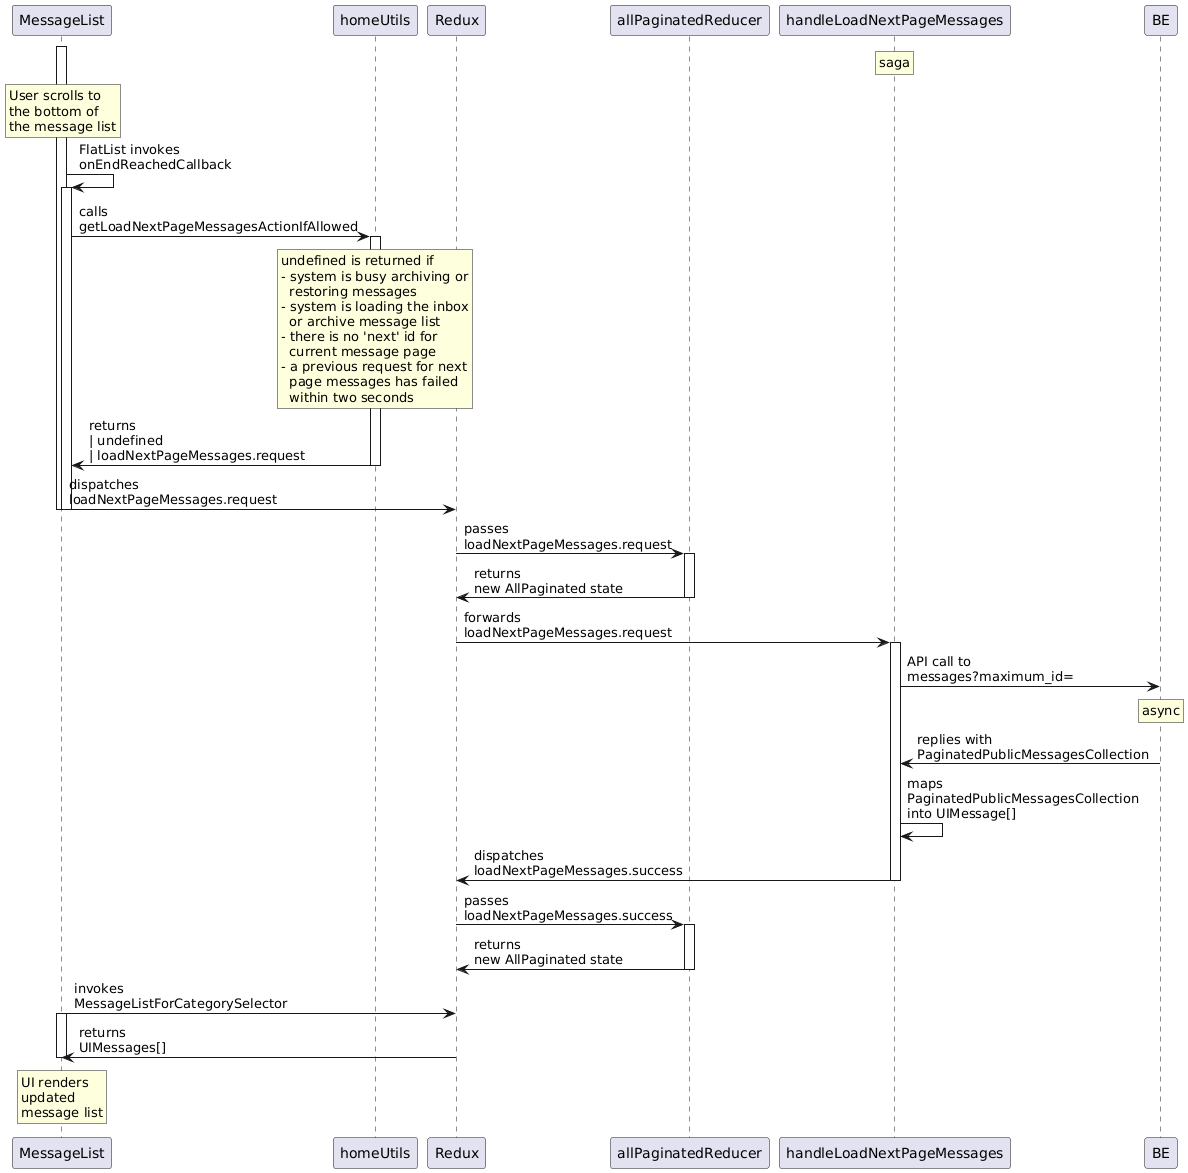 MessageList
homeUtils
Redux
allPaginatedReducer
handleLoadNextPageMessages
BE
saga
User scrolls to
the bottom of
the message list
FlatList invokes
onEndReachedCallback
calls
getLoadNextPageMessagesActionIfAllowed
undefined is returned if
- system is busy archiving or
restoring messages
- system is loading the inbox
or archive message list
- there is no 'next' id for
current message page
- a previous request for next
page messages has failed
within two seconds
returns
| undefined
| loadNextPageMessages.request
dispatches
loadNextPageMessages.request
passes
loadNextPageMessages.request
returns
new AllPaginated state
forwards
loadNextPageMessages.request
API call to
messages?maximum_id=
async
replies with
PaginatedPublicMessagesCollection
maps
PaginatedPublicMessagesCollection
into UIMessage[]
dispatches
loadNextPageMessages.success
passes
loadNextPageMessages.success
returns
new AllPaginated state
invokes
MessageListForCategorySelector
returns
UIMessages[]
UI renders
updated
message list
MessageList
homeUtils
Redux
allPaginatedReducer
handleLoadNextPageMessages
BE